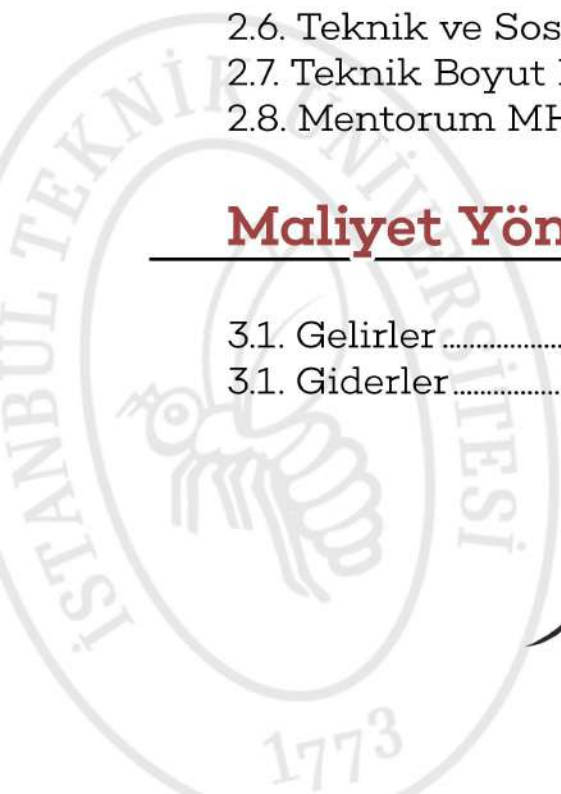 2.6. Teknik ve Sos
2.7. Teknik Boyut
2.8. Mentorum MH
Maliyet Yön
3.1. Gelirler
3.1. Giderler
İSTANBUL TEKNİK ÜNİVERSİTESİ
1773